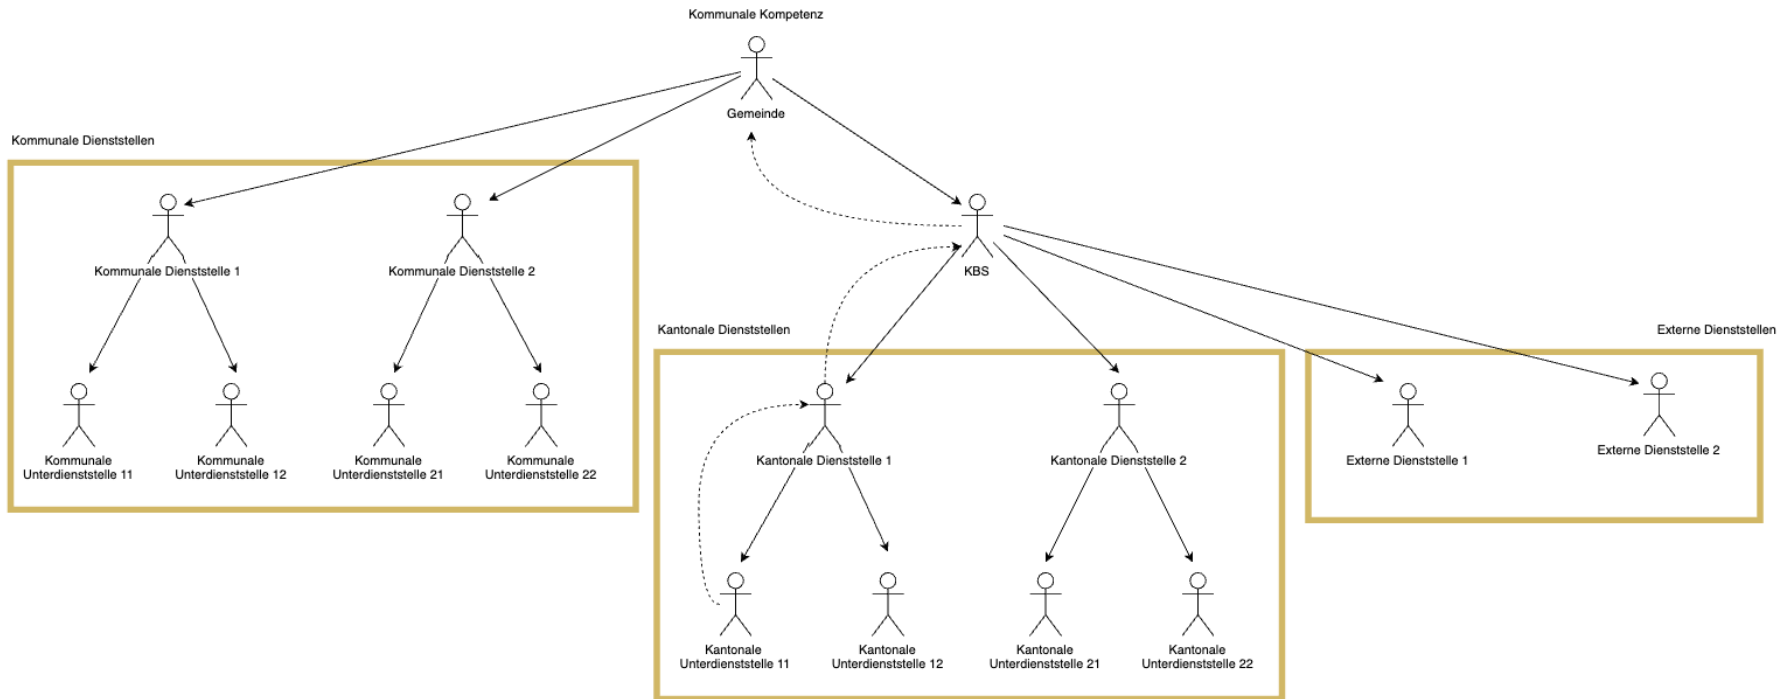 Kommunale Kompetenz
Gemeinde
Kommunale Dienststellen
Kommunale Dienststelle 1
Kommunale Dienststelle 2
KBS
Kantonale Dienststellen
Externe Dienststellen
Kommunale
Unterdienststelle 11
Kommunale
Unterdienststelle 12
Kommunale
Unterdienststelle 21
Kommunale
Unterdienststelle 22
Kantonale Dienststelle 1
Kantonale Dienststelle 2
Externe Dienststelle 1
Externe Dienststelle 2
Kantonale
Unterdienststelle 11
Kantonale
Unterdienststelle 12
Kantonale
Unterdienststelle 21
Kantonale
Unterdienststelle 22